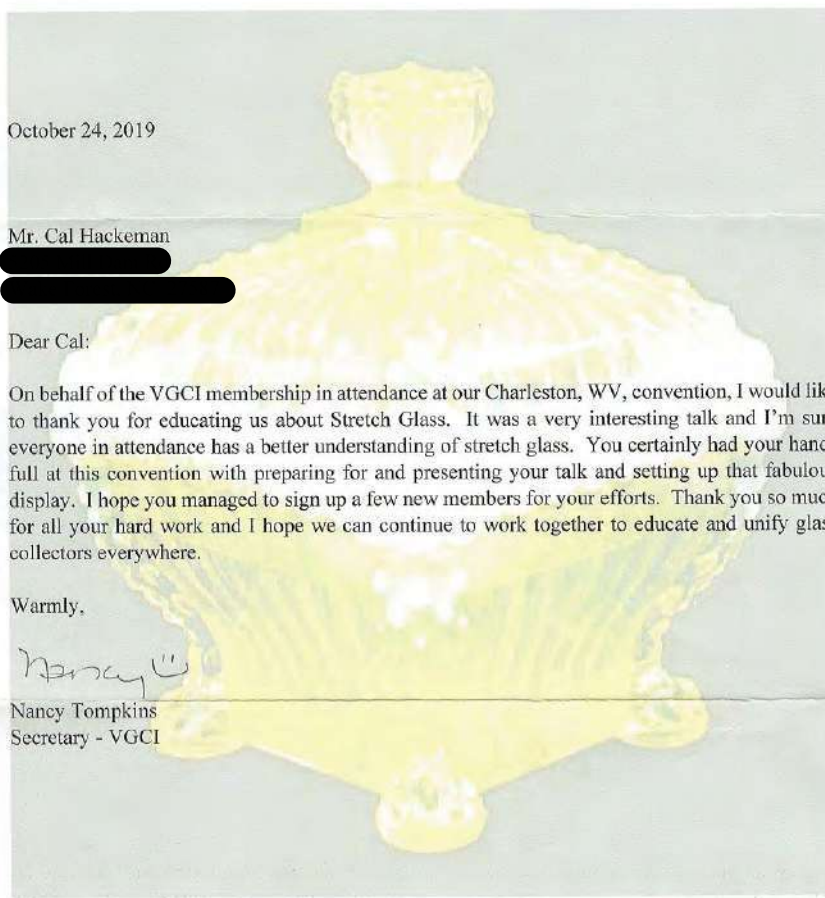 October 24, 2019
Mr. Cal Hackeman
Dear Cal:
On behalf of the VGCI membership in attendance at our Charleston, WV, convention, I would lik
to thank you for educating us about Stretch Glass. It was a very interesting talk and I'm sur
everyone in attendance has a better understanding of stretch glass. You certainly had your hand
full at this convention with preparing for and presenting your talk and setting up that fabulou
display. I hope you managed to sign up a few new members for your efforts. Thank you so muc
for all your hard work and I hope we can continue to work together to educate and unify glas
collectors everywhere.
Warmly,
Nancy
Nancy Tompkins
Secretary - VGCI